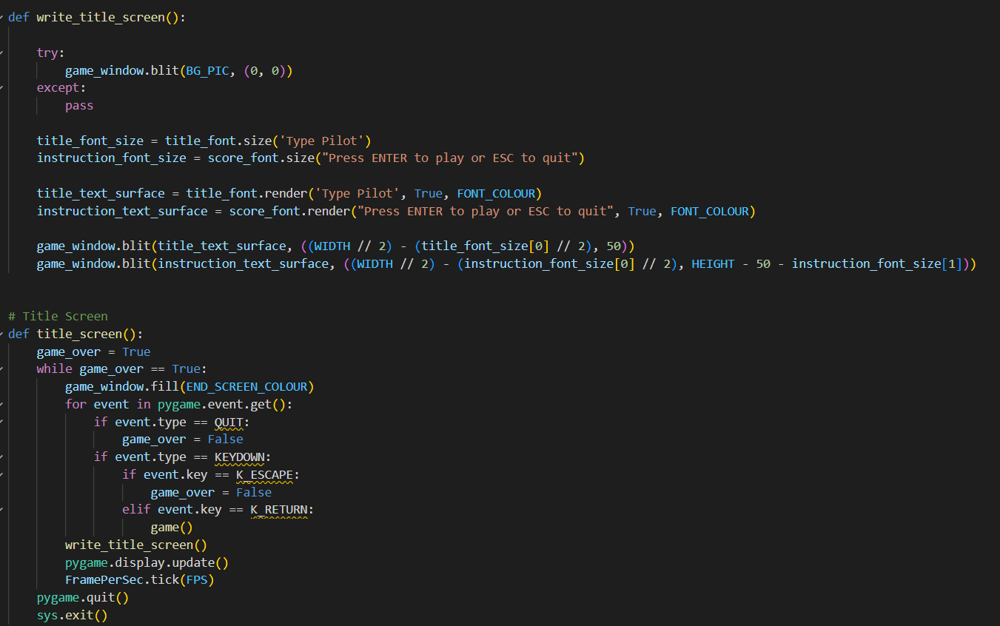 def write_title_screen():
try:
game_window.blit(BG_PIC, (0, 0))
except:
pass
title_font_size = title_font.size('Type Pilot')
instruction_font_size = score_font.size("Press ENTER to play or ESC to quit")
title_text_surface = title_font.render('Type Pilot', True, FONT_COLOUR)
instruction_text_surface = score_font.render("Press ENTER to play or ESC to quit", True, FONT_COLOUR)
game_window.blit(title_text_surface, ((WIDTH // 2) - (title_font_size[0] // 2), 50))
game_window.blit(instruction_text_surface, ((WIDTH // 2) - (instruction_font_size[0] // 2), HEIGHT - 50 - instruction_font_size[1]))
# Title Screen
def title_screen():
game_over = True
while game_over == True:
game_window.fill(END_SCREEN_COLOUR)
for event in pygame.event.get():
if event.type == QUIT:
game_over = False
if event.type == KEYDOWN:
if event.key == K_ESCAPE:
game_over = False
elif event.key == K_RETURN:
game()
write_title_screen()
pygame.display.update()
FramePerSec.tick(FPS)
pygame.quit()
sys.exit()